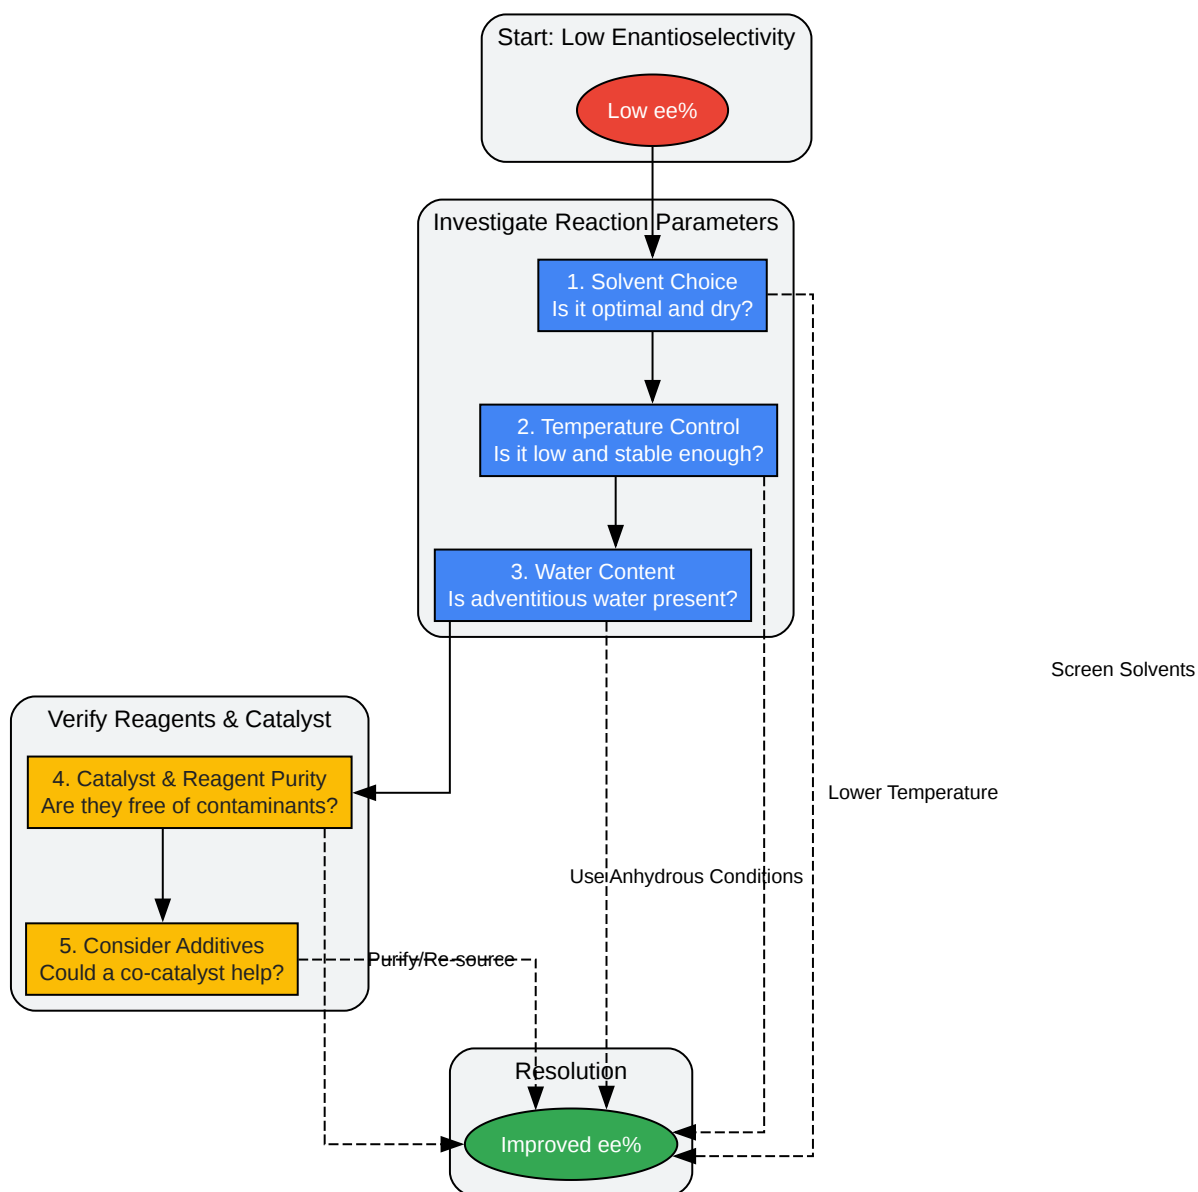 Start: Low Enantioselectivity
Low ee%
Investigate Reaction Parameters
1. Solvent Choice
Is it optimal and dry?
2. Temperature Control
Is it low and stable enough?
3. Water Content
Is adventitious water present?
Screen Solvents
Verify Reagents & Catalyst
4. Catalyst & Reagent Purity
Are they free of contaminants?
Lower Temperature
Use Anhydrous Conditions
5. Consider Additives
Could a co-catalyst help?
Purify/Re-source
Resolution
Improved ee%